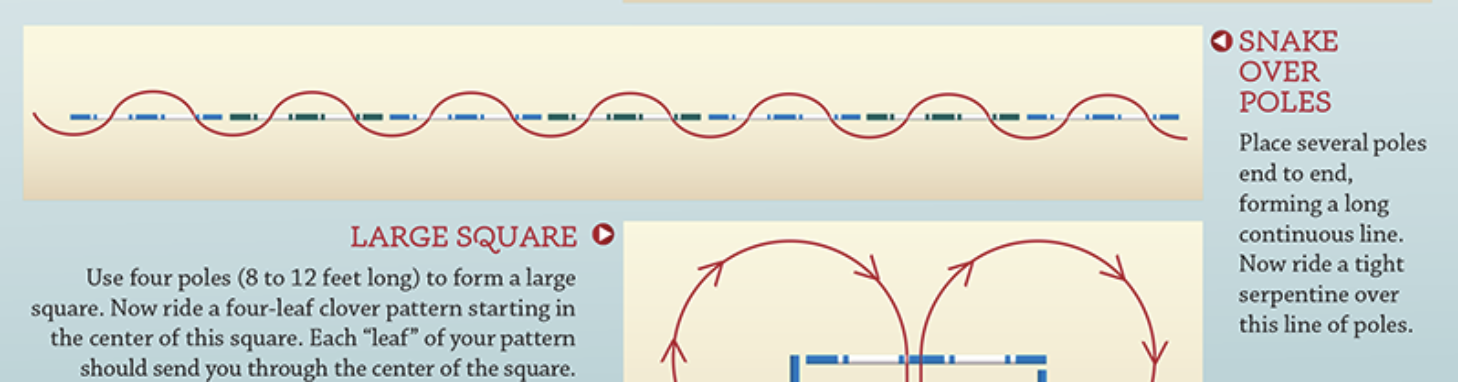 SNAKE
OVER
POLES
Place several poles
end to end,
forming a long
continuous line.
Now ride a tight
serpentine over
this line of poles.
LARGE SQUARE
Use four poles (8 to 12 feet long) to form a large
square. Now ride a four-leaf clover pattern starting in
the center of this square. Each “leaf” of your pattern
should send you through the center of the square.